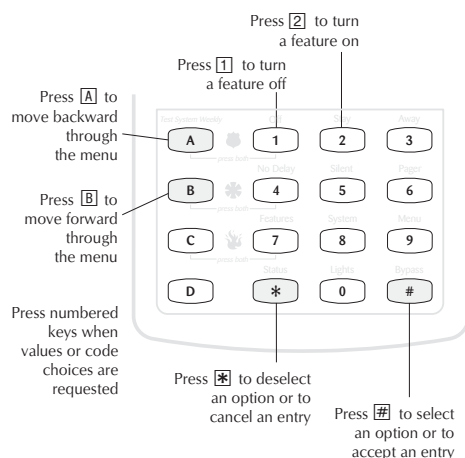 Press 2 to turn
a feature on
Press 1 to turn
a feature off
Press A to
move backward
through
the menu
Test System Weekly
Off
Stay
Away
A
1
2
3
press both
Press B to
move forward
through
the menu
No Delay
Silent
Pager
B
4
5
6
press both
Features
System
Menu
C
7
8
9
press both
Status
Lights
Bypass
D
*
0
#
Press numbered
keys when
values or code
choices are
requested
Press * to deselect
an option or to
cancel an entry
Press # to select
an option or to
accept an entry